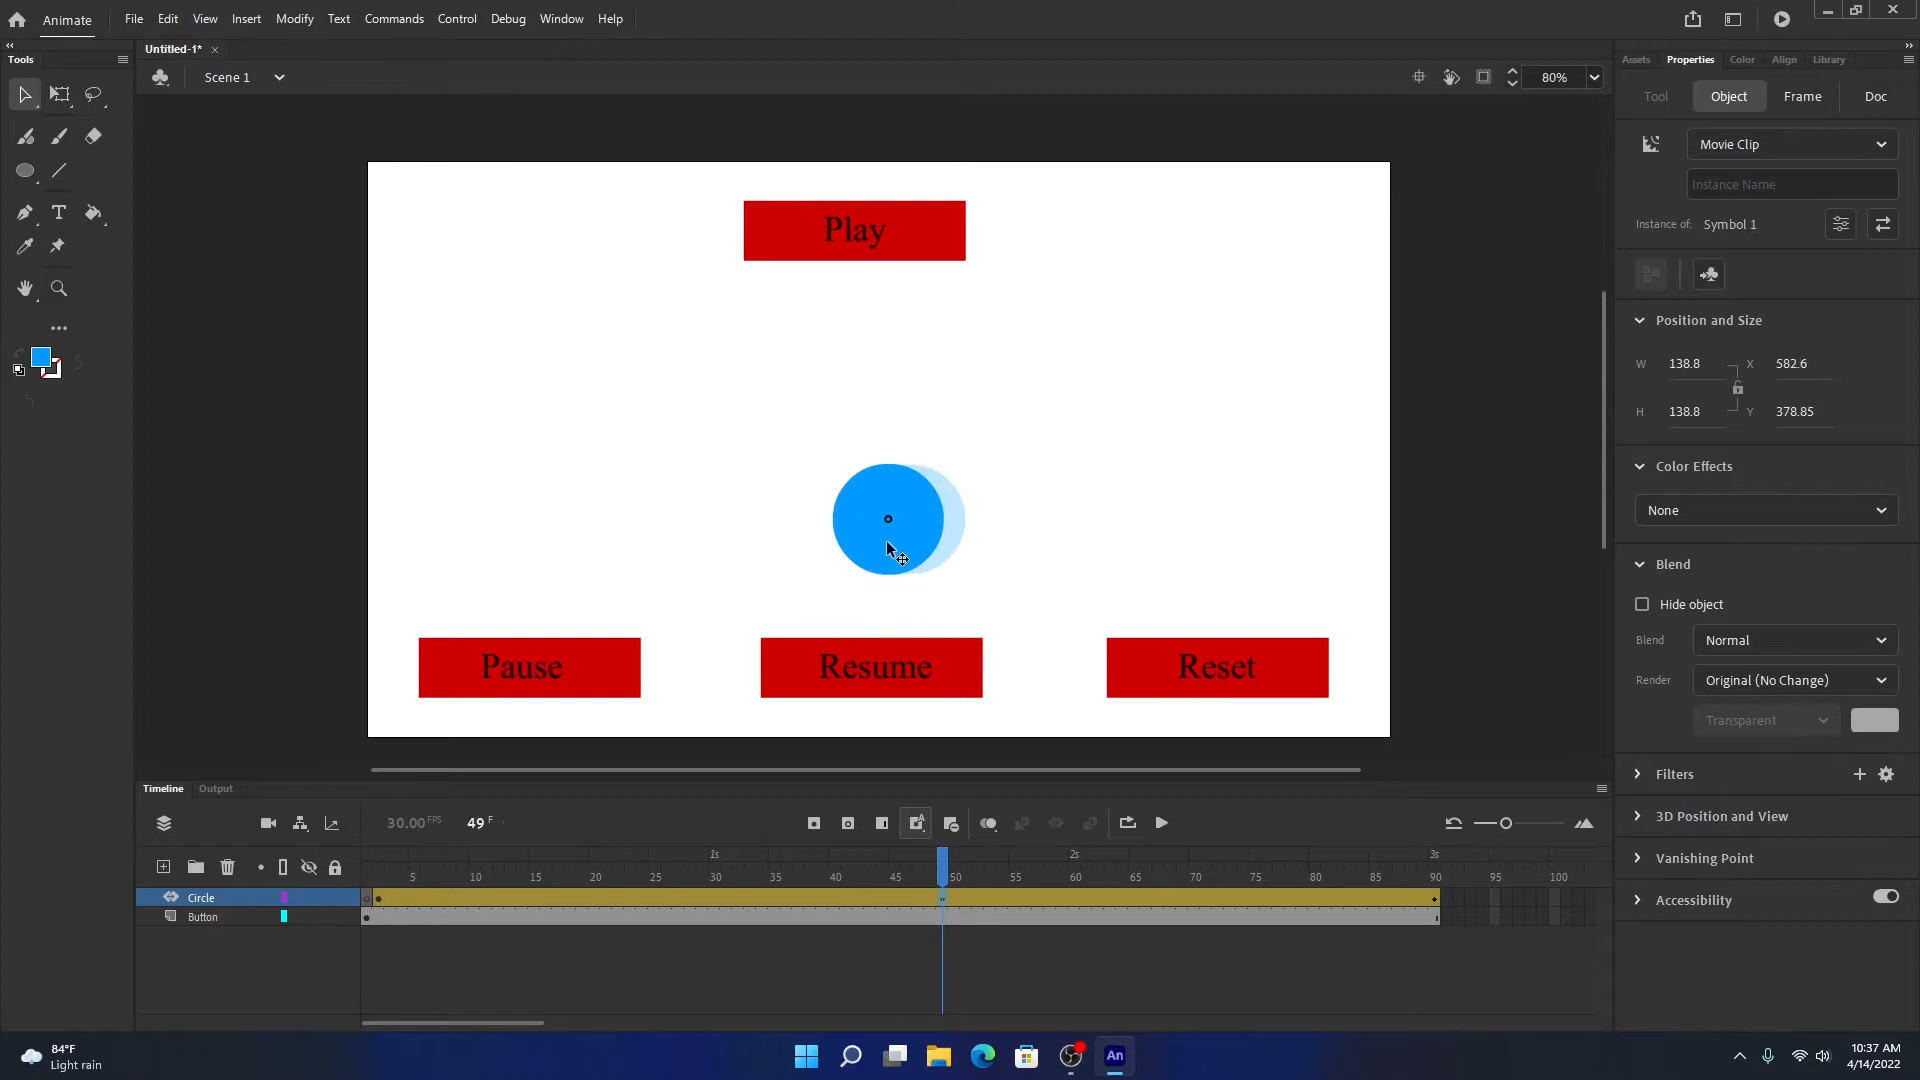 Animate File Edit View Insert Modify Text Commands Control Debug Window Help
Untitled-1*
Tools
Scene 1
80%
Assets Properties Color Align Library
Tool Object Frame Doc
Movie Clip
Instance Name
Instance of: Symbol 1
Position and Size
W 138.8 X 582.6
H 138.8 Y 378.85
Color Effects
None
Blend
Hide object
Blend Normal
Render Original (No Change)
Transparent
Filters
3D Position and View
Vanishing Point
Accessibility
Play
Pause Resume Reset
Timeline Output
30.00 FPS 49 F
1s 2s 3s
5 10 15 20 25 30 35 40 45 50 55 60 65 70 75 80 85 90 95 100
Circle
Button
84°F
Light rain
An
10:37 AM
4/14/2022